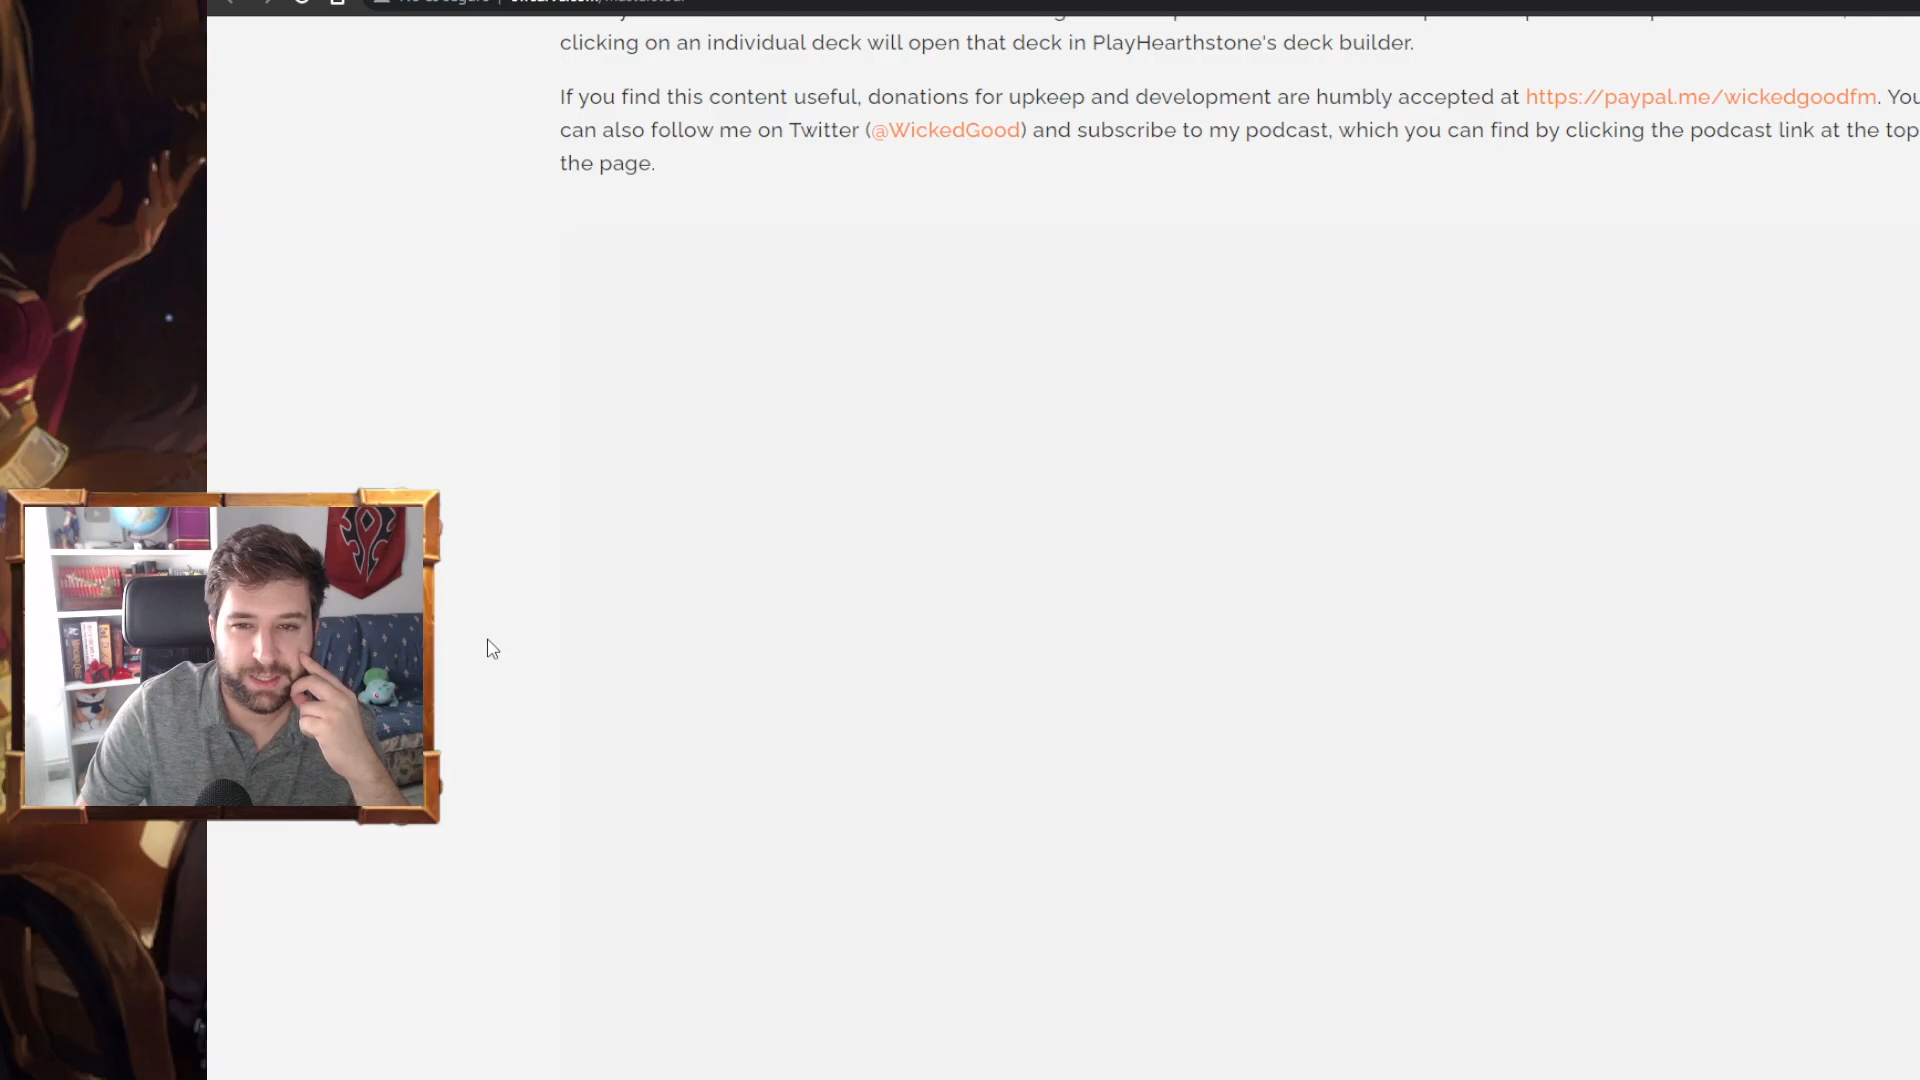 clicking on an individual deck will open that deck in PlayHearthstone's deck builder.
If you find this content useful, donations for upkeep and development are humbly accepted at https://paypal.me/wickedgoodfm. You
can also follow me on Twitter (@WickedGood) and subscribe to my podcast, which you can find by clicking the podcast link at the top
the page.